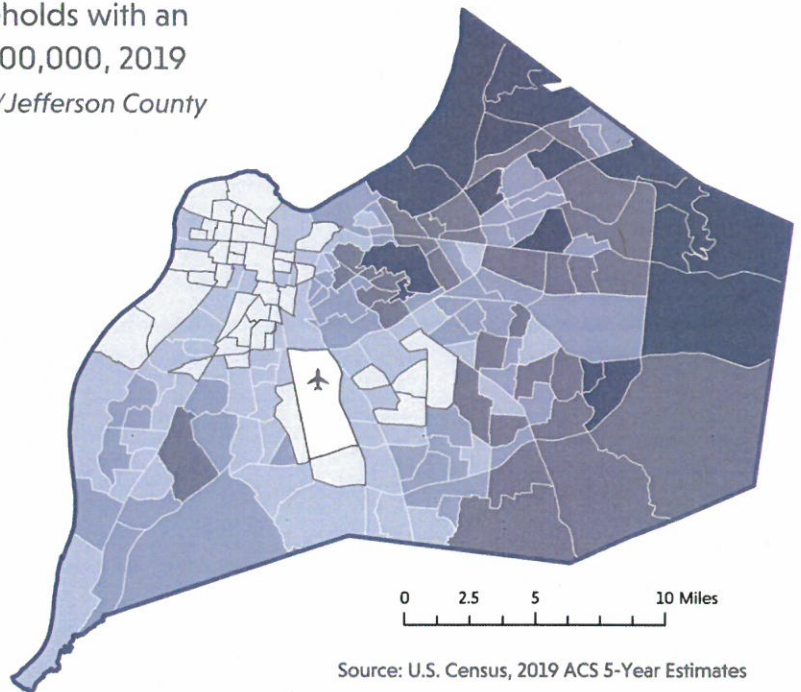 eholds with an
00,000, 2019
/Jefferson County
0 2.5 5 10 Miles
Source: U.S. Census, 2019 ACS 5-Year Estimates